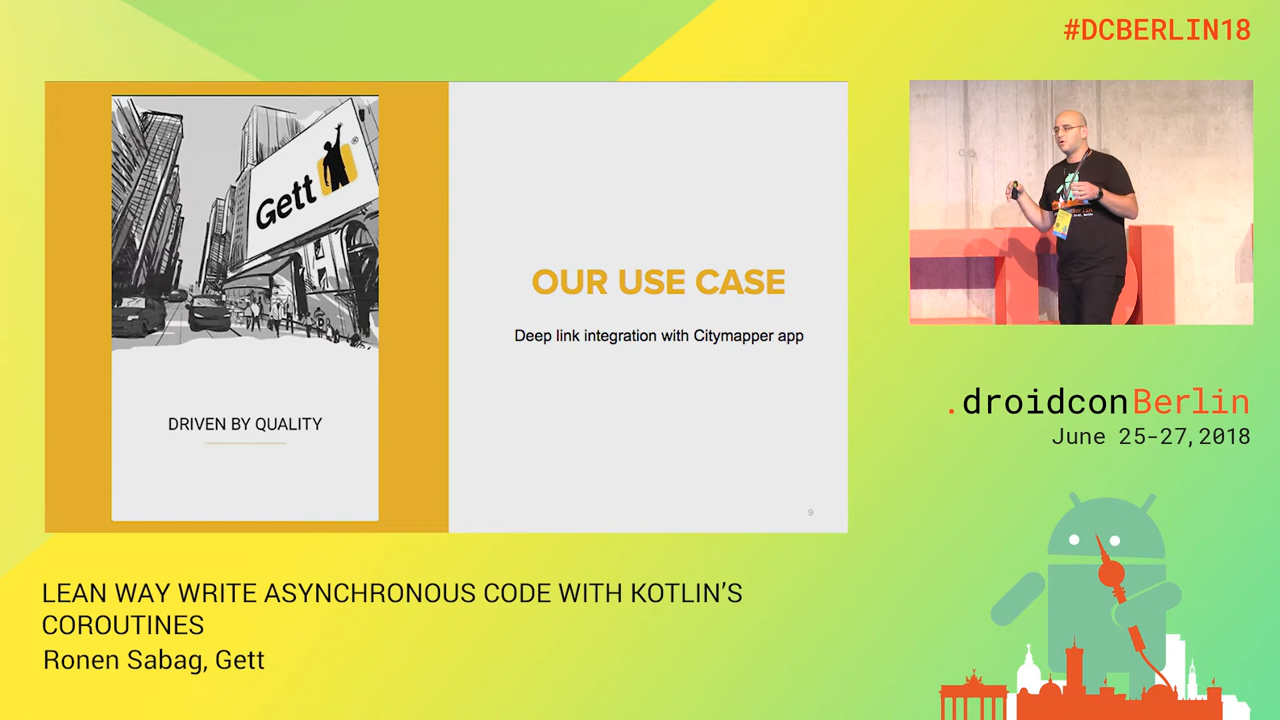 #DCBERLIN18
Gett®
OUR USE CASE
Deep link integration with Citymapper app
DRIVEN BY QUALITY
9
.droidconBerlin
June 25-27, 2018
LEAN WAY WRITE ASYNCHRONOUS CODE WITH KOTLIN’S
COROUTINES
Ronen Sabag, Gett